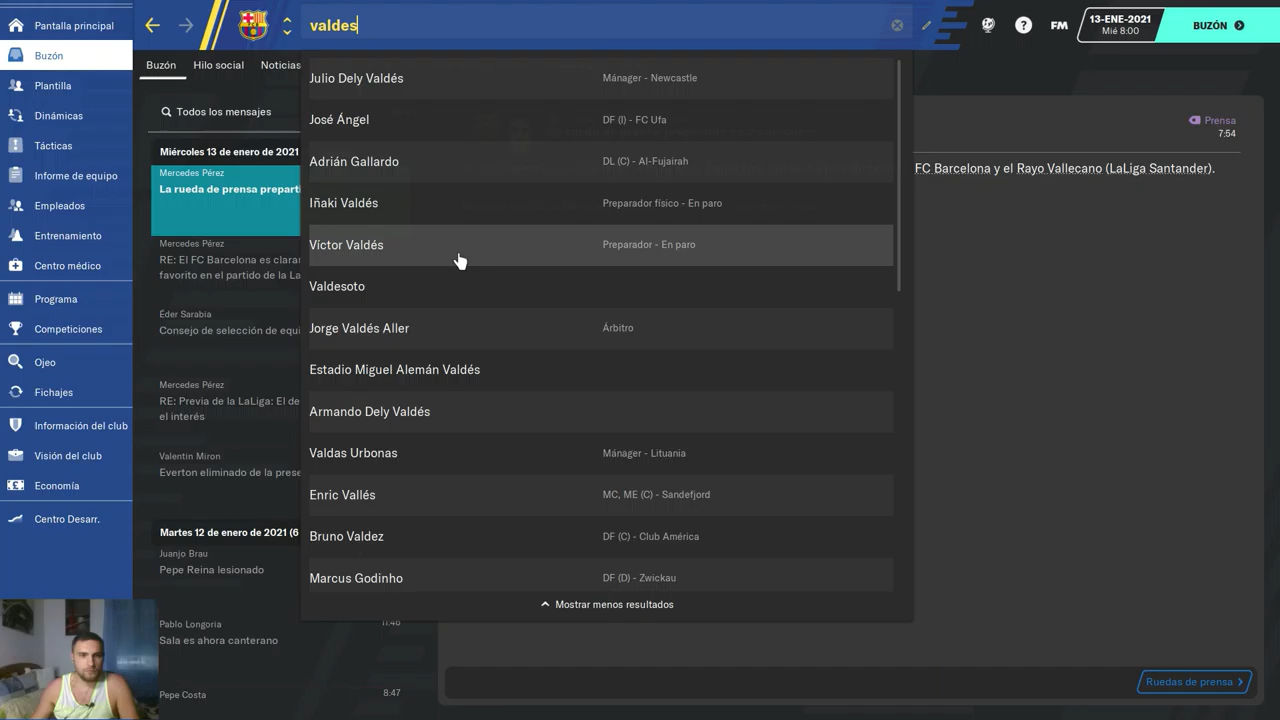 Pantalla principal
Buzón
Plantilla
Dinámicas
Tácticas
Informe de equipo
Empleados
Entrenamiento
Centro médico
Programa
Competiciones
Ojeo
Fichajes
Información del club
Visión del club
Economía
Centro Desarr.
valdes
?
FM
13-ENE-2021
Mié 8:00
BUZÓN
Buzón Hilo social Noticias
Todos los mensajes
Miércoles 13 de enero de 2021
Mercedes Pérez
La rueda de prensa preparti
Mercedes Pérez
RE: El FC Barcelona es claran
favorito en el partido de la La
Éder Sarabia
Consejo de selección de equi
Mercedes Pérez
RE: Previa de la LaLiga: El de
el interés
Valentin Miron
Everton eliminado de la prese
Martes 12 de enero de 2021 (6
Juanjo Brau
Pepe Reina lesionado
Pablo Longoria 11:46
Sala es ahora canterano
Pepe Costa 8:47
Julio Dely Valdés Mánager - Newcastle
José Ángel DF (I) - FC Ufa
Adrián Gallardo DL (C) - Al-Fujairah
Iñaki Valdés Preparador físico - En paro
Víctor Valdés Preparador - En paro
Valdesoto
Jorge Valdés Aller Árbitro
Estadio Miguel Alemán Valdés
Armando Dely Valdés
Valdas Urbonas Mánager - Lituania
Enric Vallés MC, ME (C) - Sandefjord
Bruno Valdez DF (C) - Club América
Marcus Godinho DF (D) - Zwickau
Mostrar menos resultados
Prensa
7:54
FC Barcelona y el Rayo Vallecano (LaLiga Santander).
Ruedas de prensa